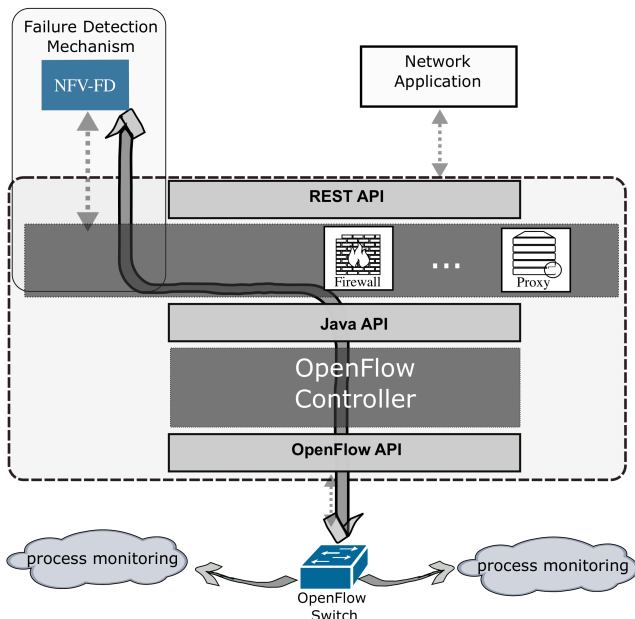 Failure Detection
Mechanism
NFV-FD
Network
Application
REST API
Firewall
...
Proxy
Java API
OpenFlow
Controller
OpenFlow API
process monitoring
process monitoring
OpenFlow
Switch